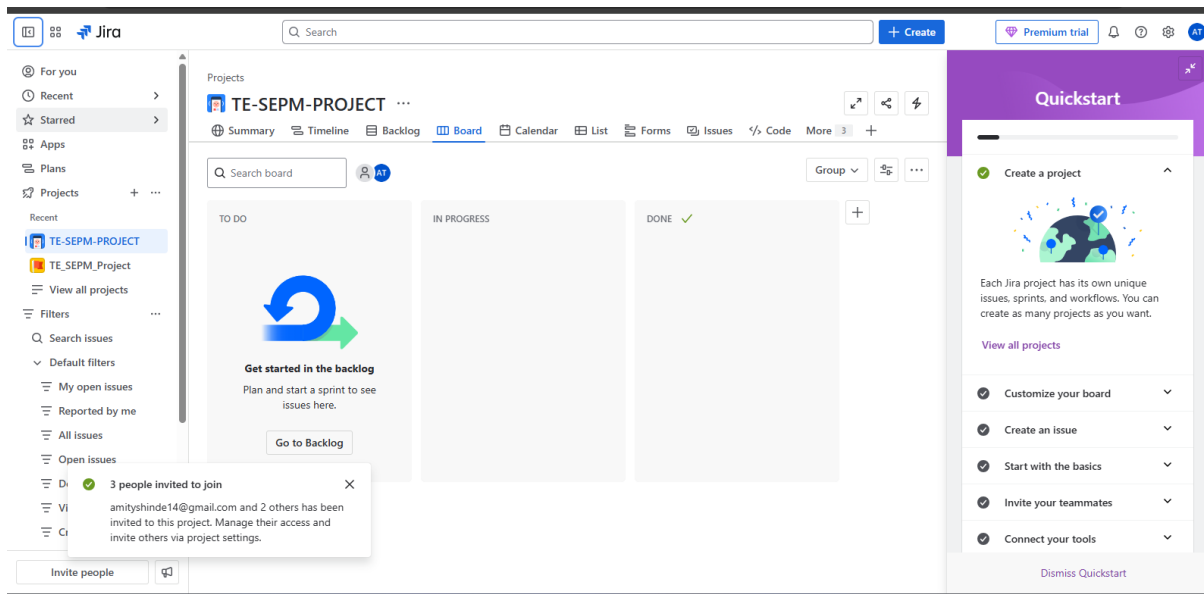 Jira
Search
+ Create
Premium trial
AT
For you
Recent
Starred
Apps
Plans
Projects
Recent
TE-SEPM-PROJECT
TE_SEPM_Project
View all projects
Filters
Search issues
Default filters
My open issues
Reported by me
All issues
Open issues
Invite people
Projects
TE-SEPM-PROJECT
Summary
Timeline
Backlog
Board
Calendar
List
Forms
Issues
Code
More 3
Search board
AT
Group
TO DO
IN PROGRESS
DONE
Get started in the backlog
Plan and start a sprint to see
issues here.
Go to Backlog
3 people invited to join
amityshinde14@gmail.com and 2 others has been
invited to this project. Manage their access and
invite others via project settings.
Quickstart
Create a project
Each Jira project has its own unique
issues, sprints, and workflows. You can
create as many projects as you want.
View all projects
Customize your board
Create an issue
Start with the basics
Invite your teammates
Connect your tools
Dismiss Quickstart